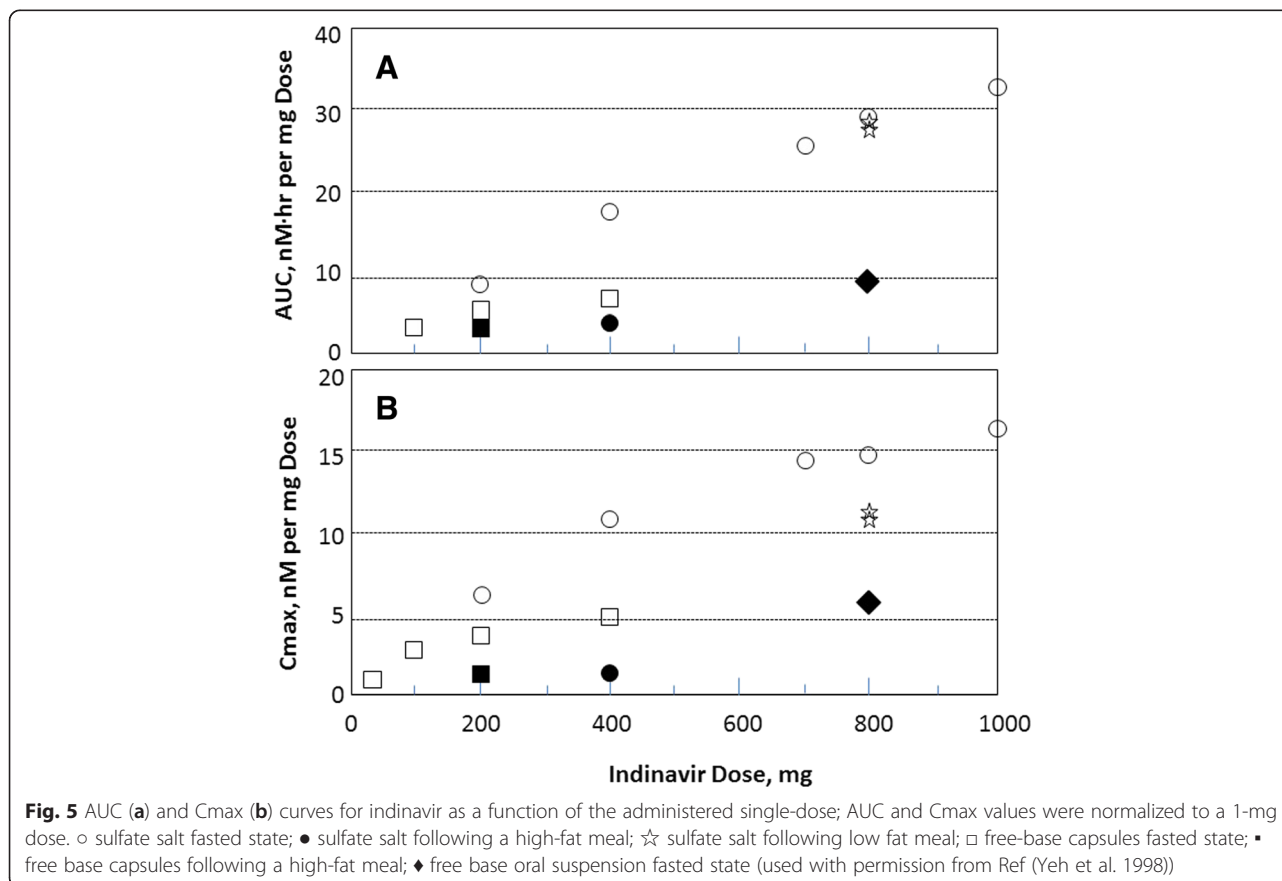 40
A
30
20
10
0
AUC, nM·hr per mg Dose
20
B
15
10
5
0
Cmax, nM per mg Dose
0 200 400 600 800 1000
Indinavir Dose, mg
Fig. 5 AUC (a) and Cmax (b) curves for indinavir as a function of the administered single-dose; AUC and Cmax values were normalized to a 1-mg
dose. ○ sulfate salt fasted state; ● sulfate salt following a high-fat meal; ☆ sulfate salt following low fat meal; □ free-base capsules fasted state; ▪
free base capsules following a high-fat meal; ♦ free base oral suspension fasted state (used with permission from Ref (Yeh et al. 1998))